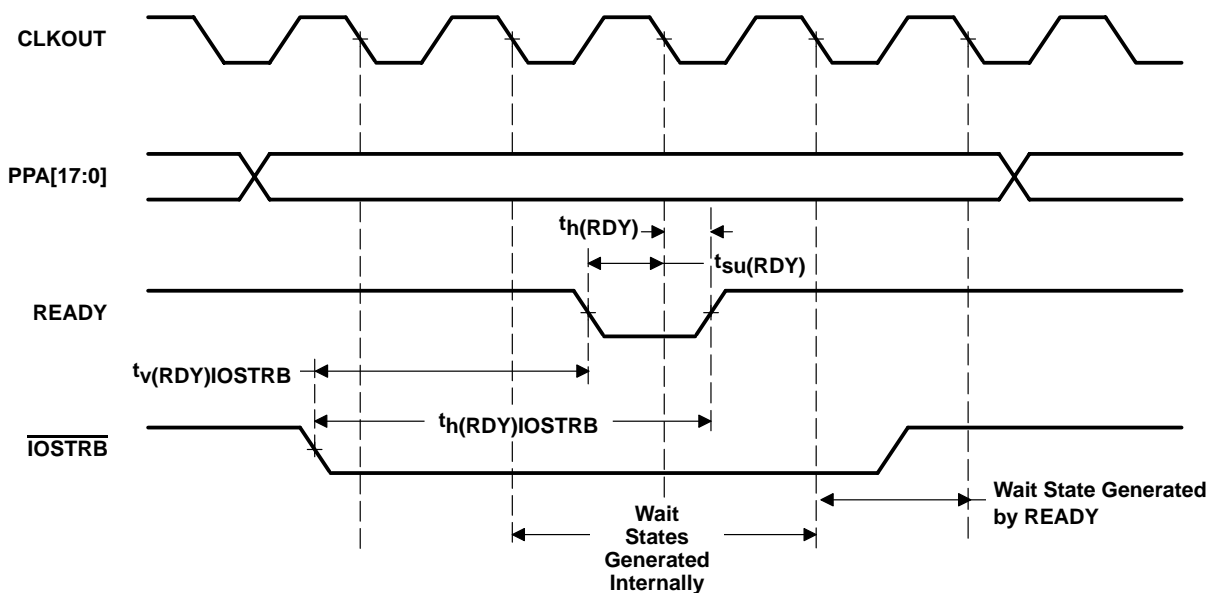 CLKOUT
PPA[17:0]
th(RDY)
tsu(RDY)
READY
tv(RDY)IOSTRB
th(RDY)IOSTRB
IOSTRB
Wait State Generated
by READY
Wait
States
Generated
Internally